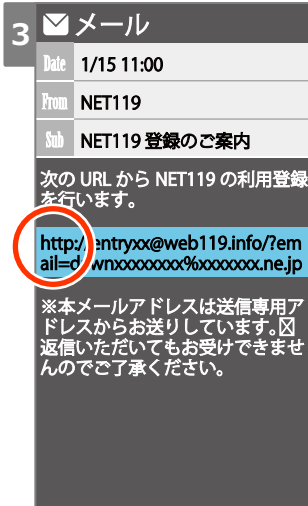 3
メール
Date 1/15 11:00
From NET119
Sub NET119 登録のご案内
次の URL から NET119 の利用登録
を行います。
http://entryxx@web119.info/?em
ail=d wnxxxxxxxx%xxxxxxx.ne.jp
※本メールアドレスは送信専用ア
ドレスからお送りしています。
返信いただいてもお受けできませ
んのでご了承ください。